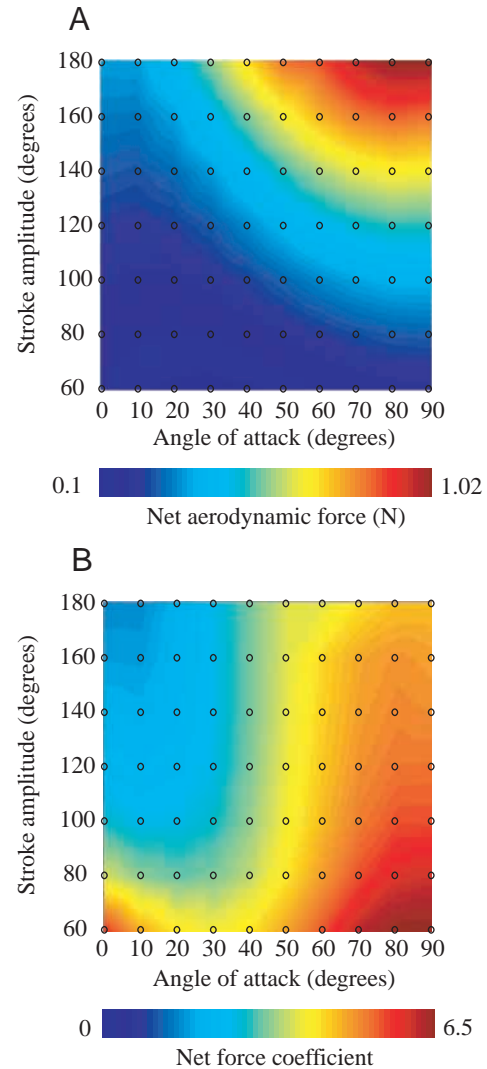 A
180
160
140
120
100
80
60
Stroke amplitude (degrees)
0 10 20 30 40 50 60 70 80 90
Angle of attack (degrees)
0.1 1.02
Net aerodynamic force (N)
B
180
160
140
120
100
80
60
Stroke amplitude (degrees)
0 10 20 30 40 50 60 70 80 90
Angle of attack (degrees)
0 6.5
Net force coefficient